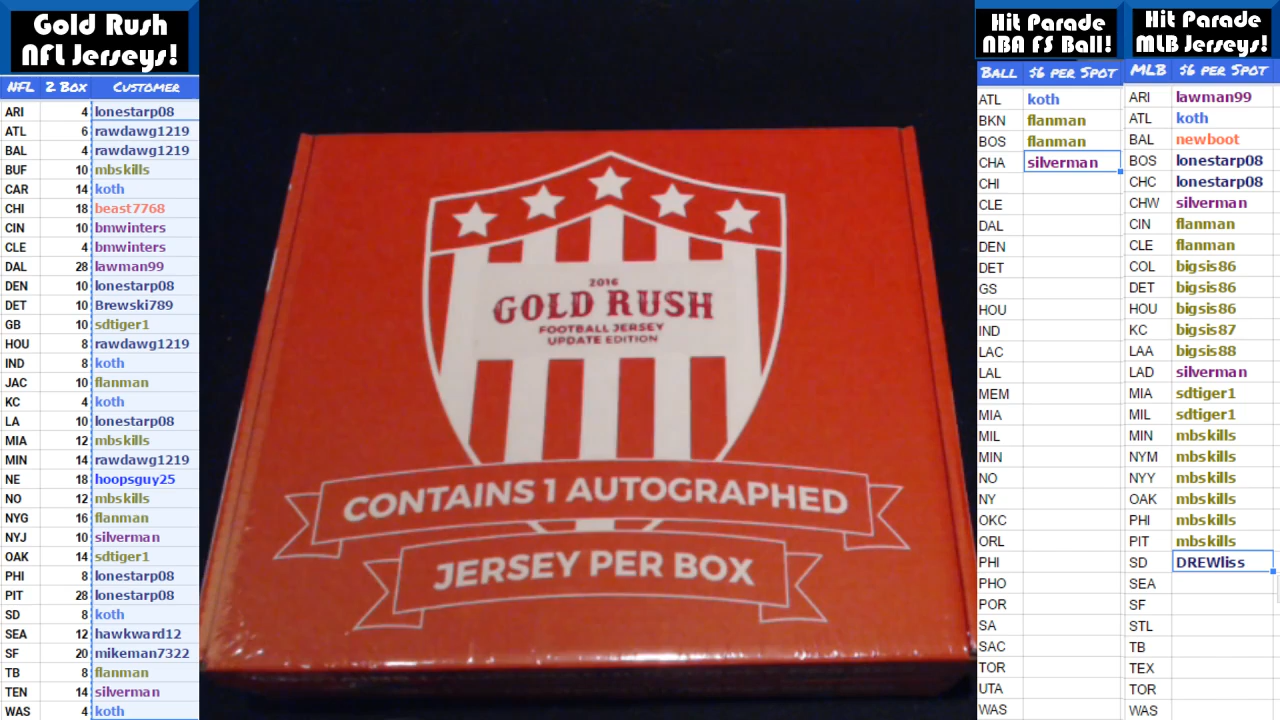 Gold Rush
NFL Jerseys!
NFL 2 Box Customer
ARI 4 lonestarp08
ATL 6 rawdawg1219
BAL 4 rawdawg1219
BUF 10 mbskills
CAR 14 koth
CHI 18 beast7768
CIN 10 bmwinters
CLE 4 bmwinters
DAL 28 lawman99
DEN 10 lonestarp08
DET 10 Brewski789
GB 10 sdtiger1
HOU 8 rawdawg1219
IND 8 koth
JAC 10 flanman
KC 4 koth
LA 10 lonestarp08
MIA 12 mbskills
MIN 14 rawdawg1219
NE 18 hoopsguy25
NO 12 mbskills
NYG 16 flanman
NYJ 10 silverman
OAK 14 sdtiger1
PHI 8 lonestarp08
PIT 28 lonestarp08
SD 8 koth
SEA 12 hawkward12
SF 20 mikeman7322
TB 8 flanman
TEN 14 silverman
WAS 4 koth
2016
GOLD RUSH
FOOTBALL JERSEY
UPDATE EDITION
CONTAINS 1 AUTOGRAPHED
JERSEY PER BOX
Hit Parade
NBA FS Ball!
Ball $6 per Spot
ATL koth
BKN flanman
BOS flanman
CHA silverman
CHI
CLE
DAL
DEN
DET
GS
HOU
IND
LAC
LAL
MEM
MIA
MIL
MIN
NO
NY
OKC
ORL
PHI
PHO
POR
SA
SAC
TOR
UTA
WAS
Hit Parade
MLB Jerseys!
MLB $6 per Spot
ARI lawman99
ATL koth
BAL newboot
BOS lonestarp08
CHC lonestarp08
CHW silverman
CIN flanman
CLE flanman
COL bigsis86
DET bigsis86
HOU bigsis86
KC bigsis87
LAA bigsis88
LAD silverman
MIA sdtiger1
MIL sdtiger1
MIN mbskills
NYM mbskills
NYY mbskills
OAK mbskills
PHI mbskills
PIT mbskills
SD DREWliss
SEA
SF
STL
TB
TEX
TOR
WAS